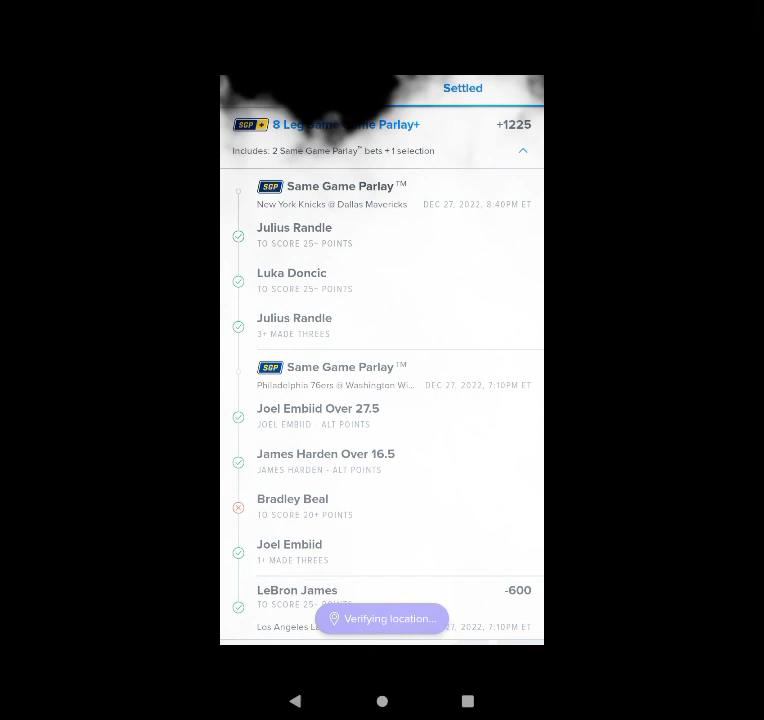 Settled
SGP + 8 Leg Same Game Parlay+ +1225
Includes: 2 Same Game Parlay™ bets + 1 selection
SGP Same Game Parlay™
New York Knicks @ Dallas Mavericks DEC 27, 2022, 8:40PM ET
Julius Randle
TO SCORE 25+ POINTS
Luka Doncic
TO SCORE 25+ POINTS
Julius Randle
3+ MADE THREES
SGP Same Game Parlay™
Philadelphia 76ers @ Washington Wi... DEC 27, 2022, 7:10PM ET
Joel Embiid Over 27.5
JOEL EMBIID - ALT POINTS
James Harden Over 16.5
JAMES HARDEN - ALT POINTS
Bradley Beal
TO SCORE 20+ POINTS
Joel Embiid
1+ MADE THREES
LeBron James -600
TO SCORE 25+ POINTS
Verifying location...
Los Angeles 27, 2022, 7:10PM ET